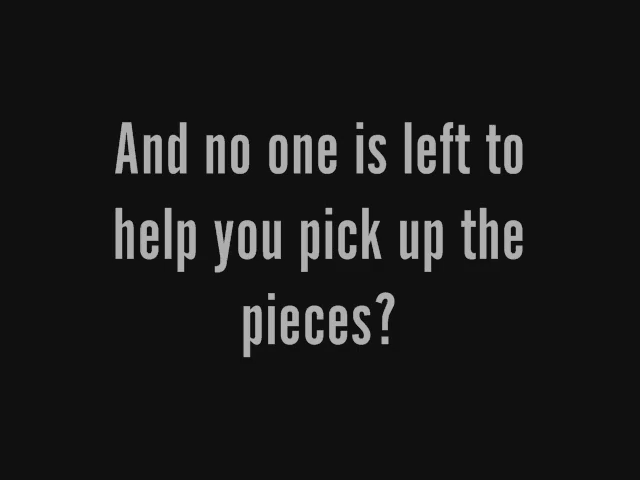 And no one is left to
help you pick up the
pieces?